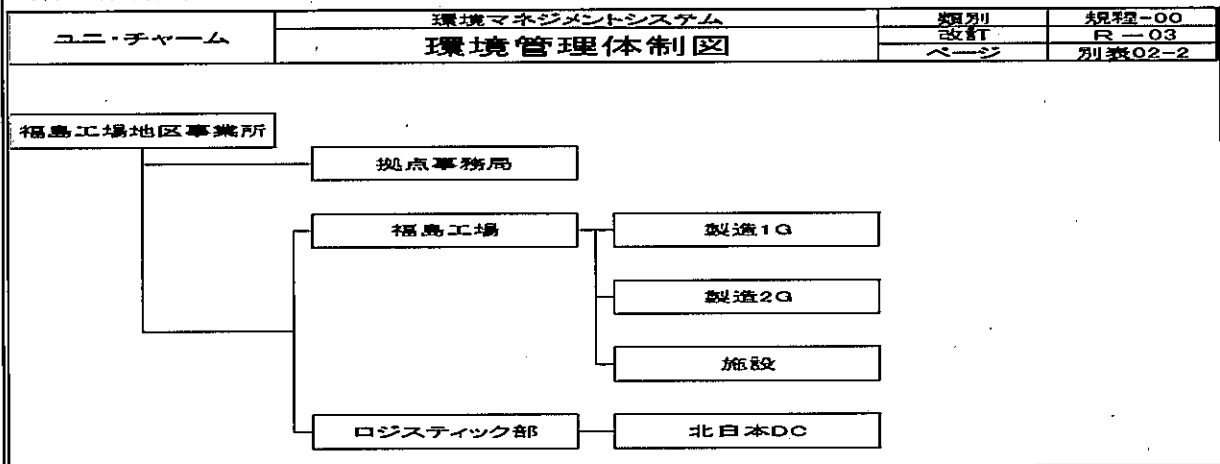 ユニ・チャーム
環境マネジメントシステム
環境管理体制図
類別 規程-00
改訂 R－03
ページ 別表02-2
福島工場地区事業所
拠点事務局
福島工場 製造1G
製造2G
施設
ロジスティック部 北日本DC